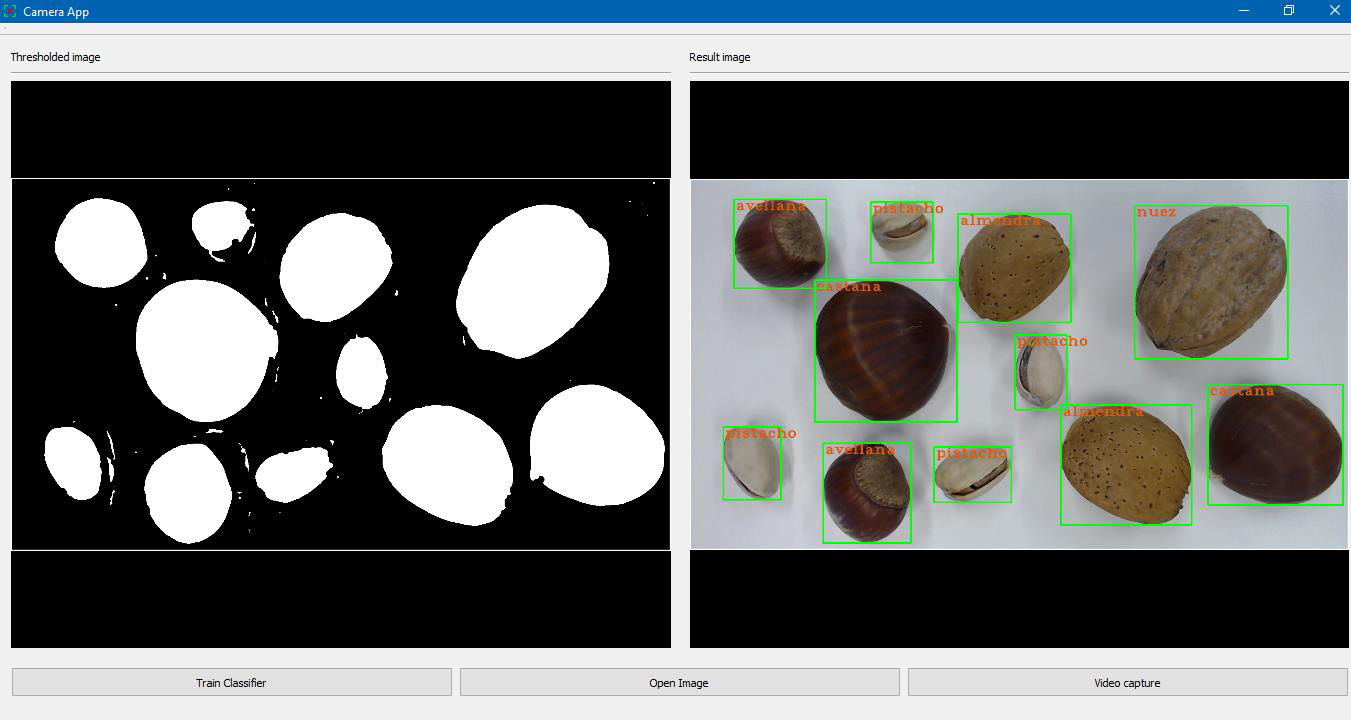 Camera App
Thresholded image
Result image
avellana
pistacho
almendra
nuez
castana
pistacho
castana
almendra
pistacho
avellana
pistacho
Train Classifier
Open Image
Video capture